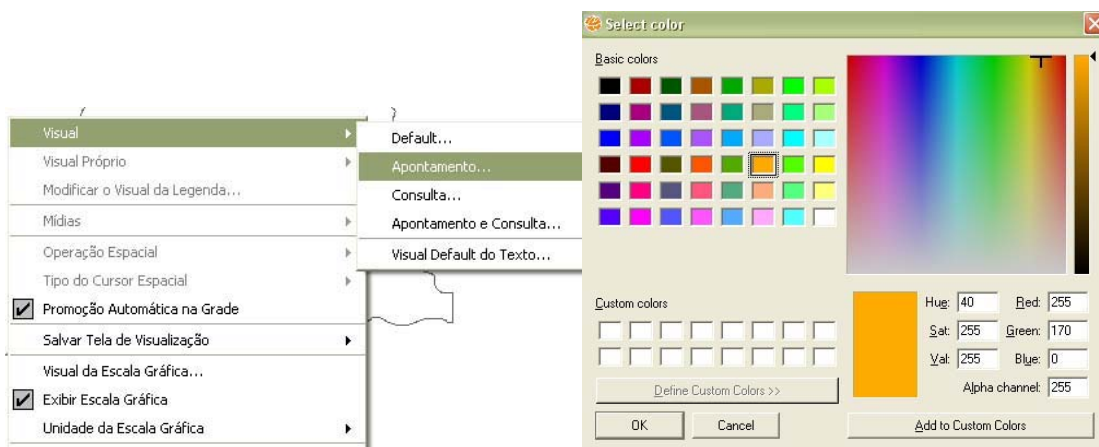 Visual
Visual Próprio
Modificar o Visual da Legenda...
Mídias
Operação Espacial
Tipo do Cursor Espacial
Promoção Automática na Grade
Salvar Tela de Visualização
Visual da Escala Gráfica...
Exibir Escala Gráfica
Unidade da Escala Gráfica
Default...
Apontamento...
Consulta...
Apontamento e Consulta...
Visual Default do Texto...
Select color
Basic colors
Custom colors
Define Custom Colors >>
OK Cancel
Hue: 40 Red: 255
Sat: 255 Green: 170
Val: 255 Blue: 0
Alpha channel: 255
Add to Custom Colors